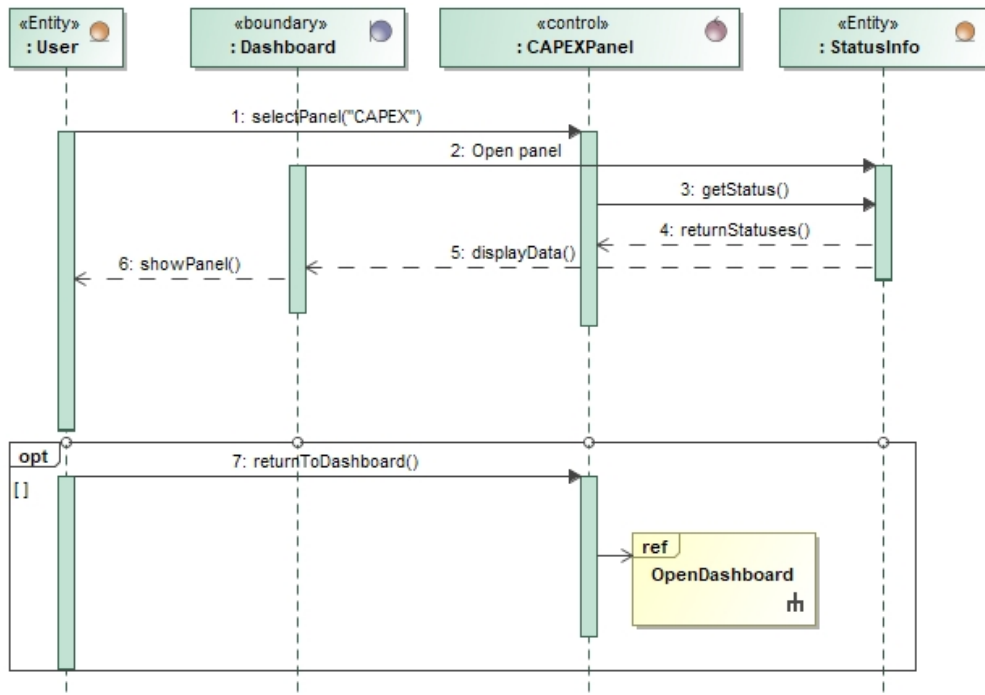 «Entity»
: User
«boundary»
: Dashboard
«control»
: CAPEXPanel
«Entity»
: StatusInfo
1: selectPanel("CAPEX")
2: Open panel
3: getStatus()
4: returnStatuses()
5: displayData()
6: showPanel()
opt
[ ]
7: returnToDashboard()
ref
OpenDashboard